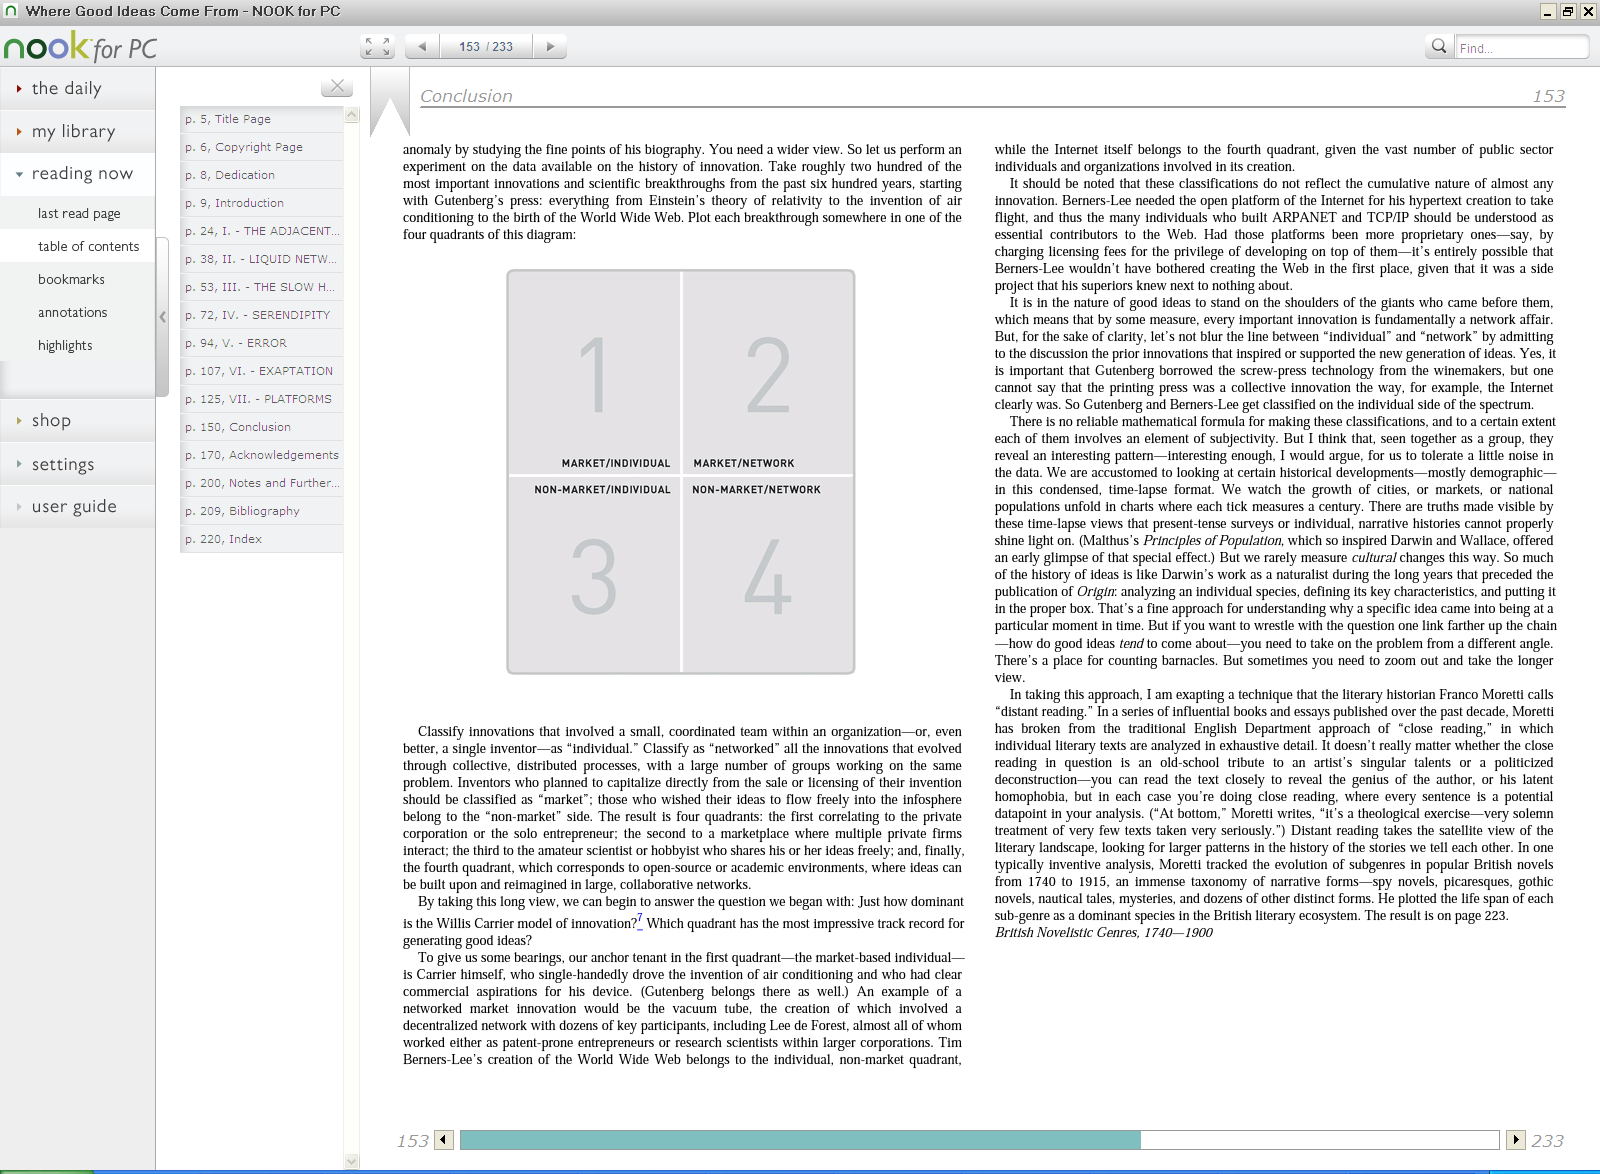 Where Good Ideas Come From - NOOK for PC
nook for PC
153 / 233
Find...
the daily
my library
reading now
last read page
table of contents
bookmarks
annotations
highlights
shop
settings
user guide
p. 5, Title Page
p. 6, Copyright Page
p. 8, Dedication
p. 9, Introduction
p. 24, I. - THE ADJACENT...
p. 38, II. - LIQUID NETW...
p. 53, III. - THE SLOW H...
p. 72, IV. - SERENDIPITY
p. 94, V. - ERROR
p. 107, VI. - EXAPTATION
p. 125, VII. - PLATFORMS
p. 150, Conclusion
p. 170, Acknowledgements
p. 200, Notes and Further...
p. 209, Bibliography
p. 220, Index
Conclusion
153
anomaly by studying the fine points of his biography. You need a wider view. So let us perform an
experiment on the data available on the history of innovation. Take roughly two hundred of the
most important innovations and scientific breakthroughs from the past six hundred years, starting
with Gutenberg's press: everything from Einstein's theory of relativity to the invention of air
conditioning to the birth of the World Wide Web. Plot each breakthrough somewhere in one of the
four quadrants of this diagram:
1
2
MARKET/INDIVIDUAL
MARKET/NETWORK
NON-MARKET/INDIVIDUAL
NON-MARKET/NETWORK
3
4
Classify innovations that involved a small, coordinated team within an organization—or, even
better, a single inventor—as “individual.” Classify as “networked” all the innovations that evolved
through collective, distributed processes, with a large number of groups working on the same
problem. Inventors who planned to capitalize directly from the sale or licensing of their invention
should be classified as “market”; those who wished their ideas to flow freely into the infosphere
belong to the “non-market” side. The result is four quadrants: the first correlating to the private
corporation or the solo entrepreneur; the second to a marketplace where multiple private firms
interact; the third to the amateur scientist or hobbyist who shares his or her ideas freely; and, finally,
the fourth quadrant, which corresponds to open-source or academic environments, where ideas can
be built upon and reimagined in large, collaborative networks.
By taking this long view, we can begin to answer the question we began with: Just how dominant
is the Willis Carrier model of innovation?7 Which quadrant has the most impressive track record for
generating good ideas?
To give us some bearings, our anchor tenant in the first quadrant—the market-based individual—
is Carrier himself, who single-handedly drove the invention of air conditioning and who had clear
commercial aspirations for his device. (Gutenberg belongs there as well.) An example of a
networked market innovation would be the vacuum tube, the creation of which involved a
decentralized network with dozens of key participants, including Lee de Forest, almost all of whom
worked either as patent-prone entrepreneurs or research scientists within larger corporations. Tim
Berners-Lee's creation of the World Wide Web belongs to the individual, non-market quadrant,
while the Internet itself belongs to the fourth quadrant, given the vast number of public sector
individuals and organizations involved in its creation.
It should be noted that these classifications do not reflect the cumulative nature of almost any
innovation. Berners-Lee needed the open platform of the Internet for his hypertext creation to take
flight, and thus the many individuals who built ARPANET and TCP/IP should be understood as
essential contributors to the Web. Had those platforms been more proprietary ones—say, by
charging licensing fees for the privilege of developing on top of them—it's entirely possible that
Berners-Lee wouldn't have bothered creating the Web in the first place, given that it was a side
project that his superiors knew next to nothing about.
It is in the nature of good ideas to stand on the shoulders of the giants who came before them,
which means that by some measure, every important innovation is fundamentally a network affair.
But, for the sake of clarity, let's not blur the line between “individual” and “network” by admitting
to the discussion the prior innovations that inspired or supported the new generation of ideas. Yes, it
is important that Gutenberg borrowed the screw-press technology from the winemakers, but one
cannot say that the printing press was a collective innovation the way, for example, the Internet
clearly was. So Gutenberg and Berners-Lee get classified on the individual side of the spectrum.
There is no reliable mathematical formula for making these classifications, and to a certain extent
each of them involves an element of subjectivity. But I think that, seen together as a group, they
reveal an interesting pattern—interesting enough, I would argue, for us to tolerate a little noise in
the data. We are accustomed to looking at certain historical developments—mostly demographic—
in this condensed, time-lapse format. We watch the growth of cities, or markets, or national
populations unfold in charts where each tick measures a century. There are truths made visible by
these time-lapse views that present-tense surveys or individual, narrative histories cannot properly
shine light on. (Malthus's Principles of Population, which so inspired Darwin and Wallace, offered
an early glimpse of that special effect.) But we rarely measure cultural changes this way. So much
of the history of ideas is like Darwin's work as a naturalist during the long years that preceded the
publication of Origin: analyzing an individual species, defining its key characteristics, and putting it
in the proper box. That's a fine approach for understanding why a specific idea came into being at a
particular moment in time. But if you want to wrestle with the question one link farther up the chain
—how do good ideas tend to come about—you need to take on the problem from a different angle.
There's a place for counting barnacles. But sometimes you need to zoom out and take the longer
view.
In taking this approach, I am exapting a technique that the literary historian Franco Moretti calls
“distant reading.” In a series of influential books and essays published over the past decade, Moretti
has broken from the traditional English Department approach of “close reading,” in which
individual literary texts are analyzed in exhaustive detail. It doesn't really matter whether the close
reading in question is an old-school tribute to an artist's singular talents or a politicized
deconstruction—you can read the text closely to reveal the genius of the author, or his latent
homophobia, but in each case you're doing close reading, where every sentence is a potential
datapoint in your analysis. (“At bottom,” Moretti writes, “it's a theological exercise—very solemn
treatment of very few texts taken very seriously.”) Distant reading takes the satellite view of the
literary landscape, looking for larger patterns in the history of the stories we tell each other. In one
typically inventive analysis, Moretti tracked the evolution of subgenres in popular British novels
from 1740 to 1915, an immense taxonomy of narrative forms—spy novels, picaresques, gothic
novels, nautical tales, mysteries, and dozens of other distinct forms. He plotted the life span of each
sub-genre as a dominant species in the British literary ecosystem. The result is on page 223.
British Novelistic Genres, 1740—1900
153
233